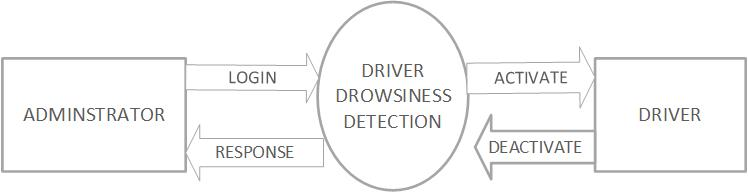 ADMINSTRATOR
LOGIN
RESPONSE
DRIVER
DROWSINESS
DETECTION
ACTIVATE
DEACTIVATE
DRIVER